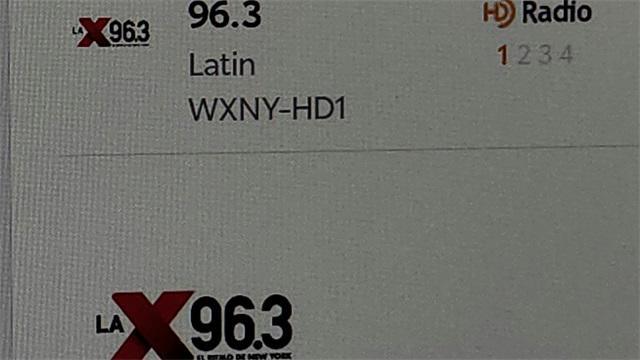 LA X 96.3
96.3
HD Radio
Latin
1 2 3 4
WXNY-HD1
LA X 96.3
EL RITMO DE NEW YORK